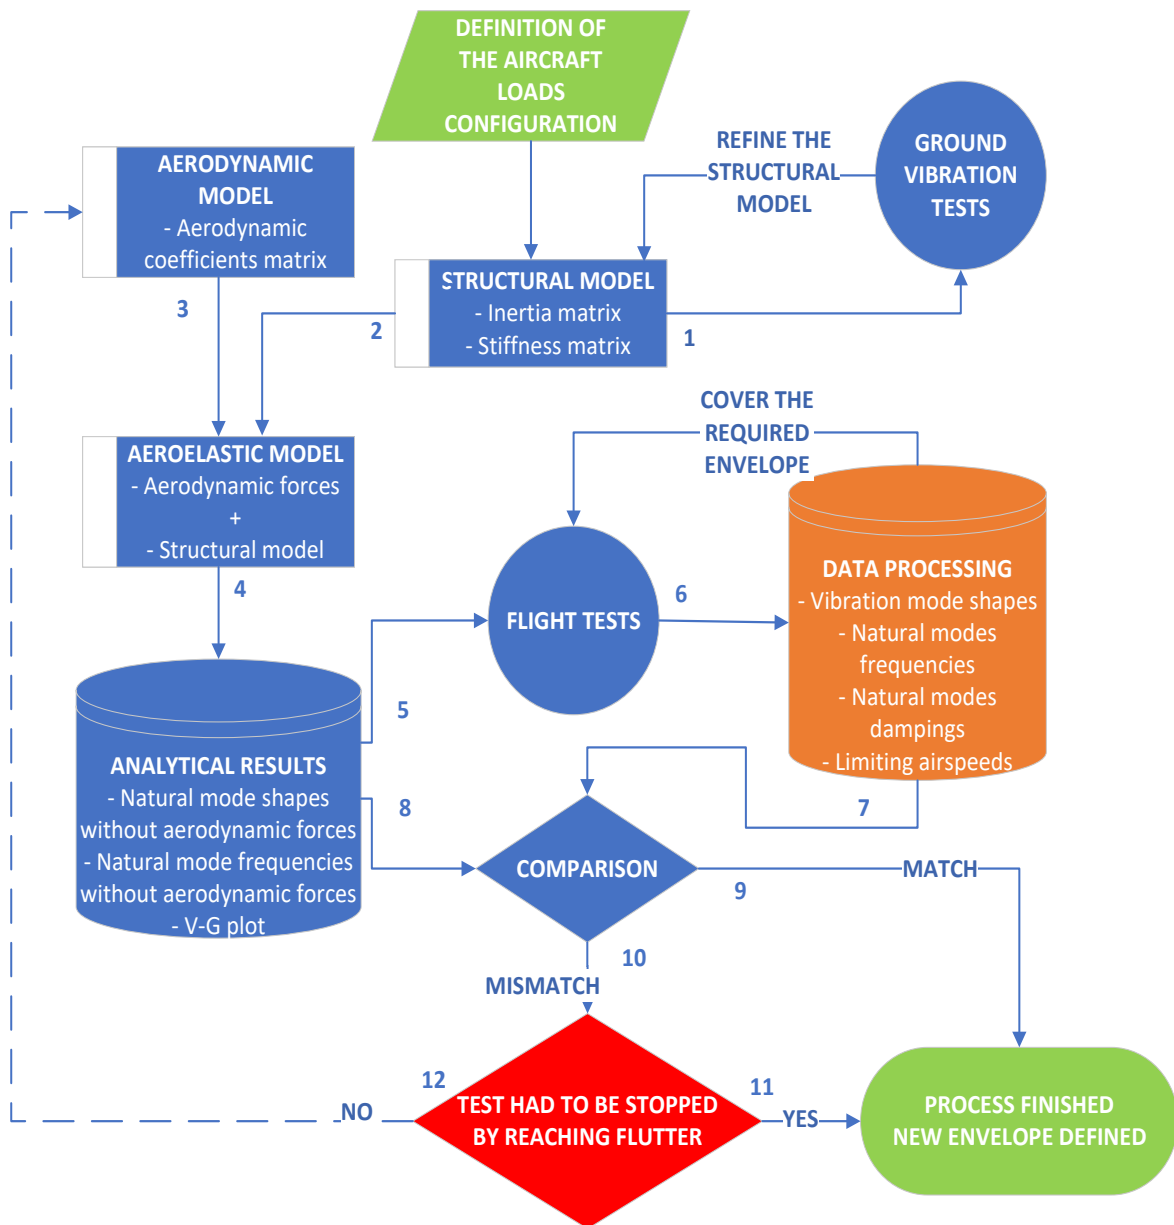 DEFINITION OF
THE AIRCRAFT
LOADS
CONFIGURATION
REFINE THE
STRUCTURAL
MODEL
GROUND
VIBRATION
TESTS
AERODYNAMIC
MODEL
- Aerodynamic
coefficients matrix
STRUCTURAL MODEL
- Inertia matrix
- Stiffness matrix
3
2
1
COVER THE
REQUIRED
ENVELOPE
AEROELASTIC MODEL
- Aerodynamic forces
+
- Structural model
4
FLIGHT TESTS
6
DATA PROCESSING
- Vibration mode shapes
- Natural modes
frequencies
- Natural modes
dampings
- Limiting airspeeds
5
ANALYTICAL RESULTS
- Natural mode shapes
without aerodynamic forces
- Natural mode frequencies
without aerodynamic forces
- V-G plot
8
7
COMPARISON
9
MATCH
10
MISMATCH
12
11
TEST HAD TO BE STOPPED
BY REACHING FLUTTER
NO
YES
PROCESS FINISHED
NEW ENVELOPE DEFINED